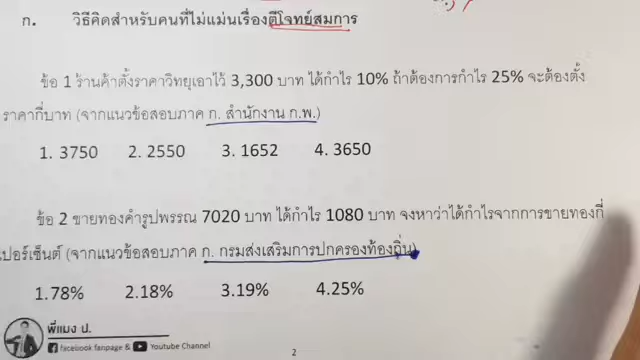 ก. วิธีคิดสำหรับคนที่ไม่แม่นเรื่องตีโจทย์สมการ
ข้อ 1 ร้านค้าตั้งราคาวิทยุเอาไว้ 3,300 บาท ได้กำไร 10% ถ้าต้องการกำไร 25% จะต้องตั้ง
ราคากี่บาท (จากแนวข้อสอบภาค ก. สำนักงาน ก.พ.)
1. 3750 2. 2550 3. 1652 4. 3650
ข้อ 2 ขายทองคำรูปพรรณ 7020 บาท ได้กำไร 1080 บาท จงหาว่าได้กำไรจากการขายทองกี่
เปอร์เซ็นต์ (จากแนวข้อสอบภาค ก. กรมส่งเสริมการปกครองท้องถิ่น)
1.78% 2.18% 3.19% 4.25%
พี่แมง ป.
facebook fanpage & Youtube Channel
2